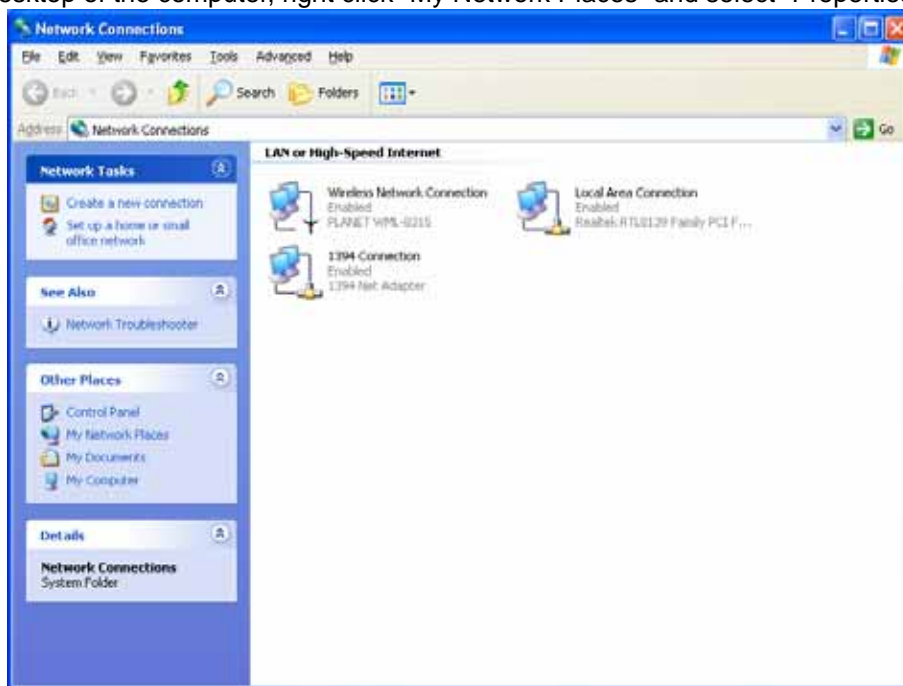 esktop of the computer, right click "My Network Places" and select "Properties
Network Connections
File Edit View Favorites Tools Advanced Help
Back Search Folders
Address Network Connections Go
LAN or High-Speed Internet
Network Tasks
Create a new connection
Set up a home or small
office network
Wireless Network Connection
Enabled
PLANET
Local Area Connection
Enabled
Realtek RTL8139 Family PCI F...
1394 Connection
Enabled
1394 Net Adapter
See Also
Network Troubleshooter
Other Places
Control Panel
My Network Places
My Documents
My Computer
Details
Network Connections
System Folder